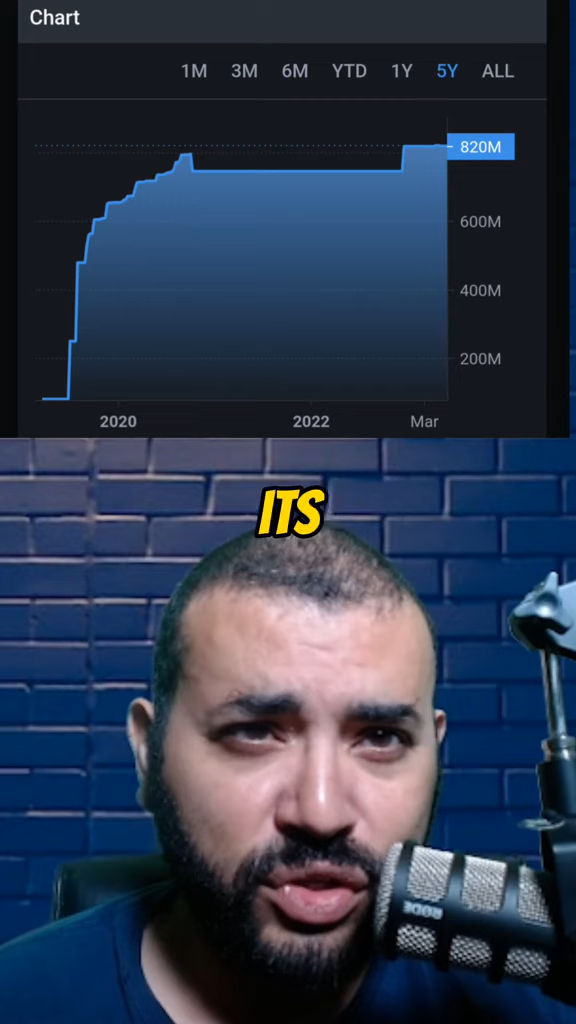 Chart
1M 3M 6M YTD 1Y 5Y ALL
820M
600M
400M
200M
2020 2022 Mar
ITS
RODE